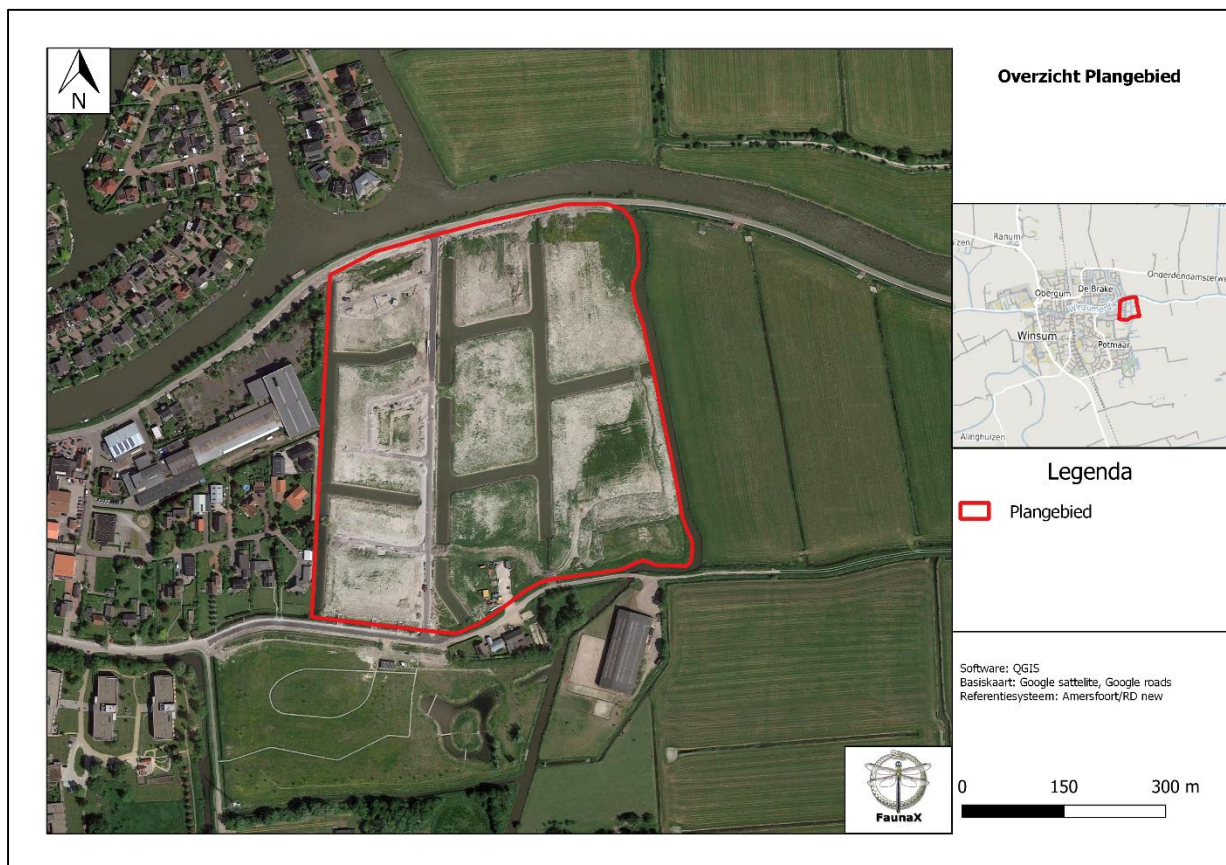 N
Overzicht Plangebied
Ranum
Onderdendamsterwe
Obergum
De Brake
Winsum
Potmaar
Alinghuizen
Legenda
Plangebied
Software: QGIS
Basiskaart: Google sattelite, Google roads
Referentiesysteem: Amersfoort/RD new
0 150 300 m
FaunaX